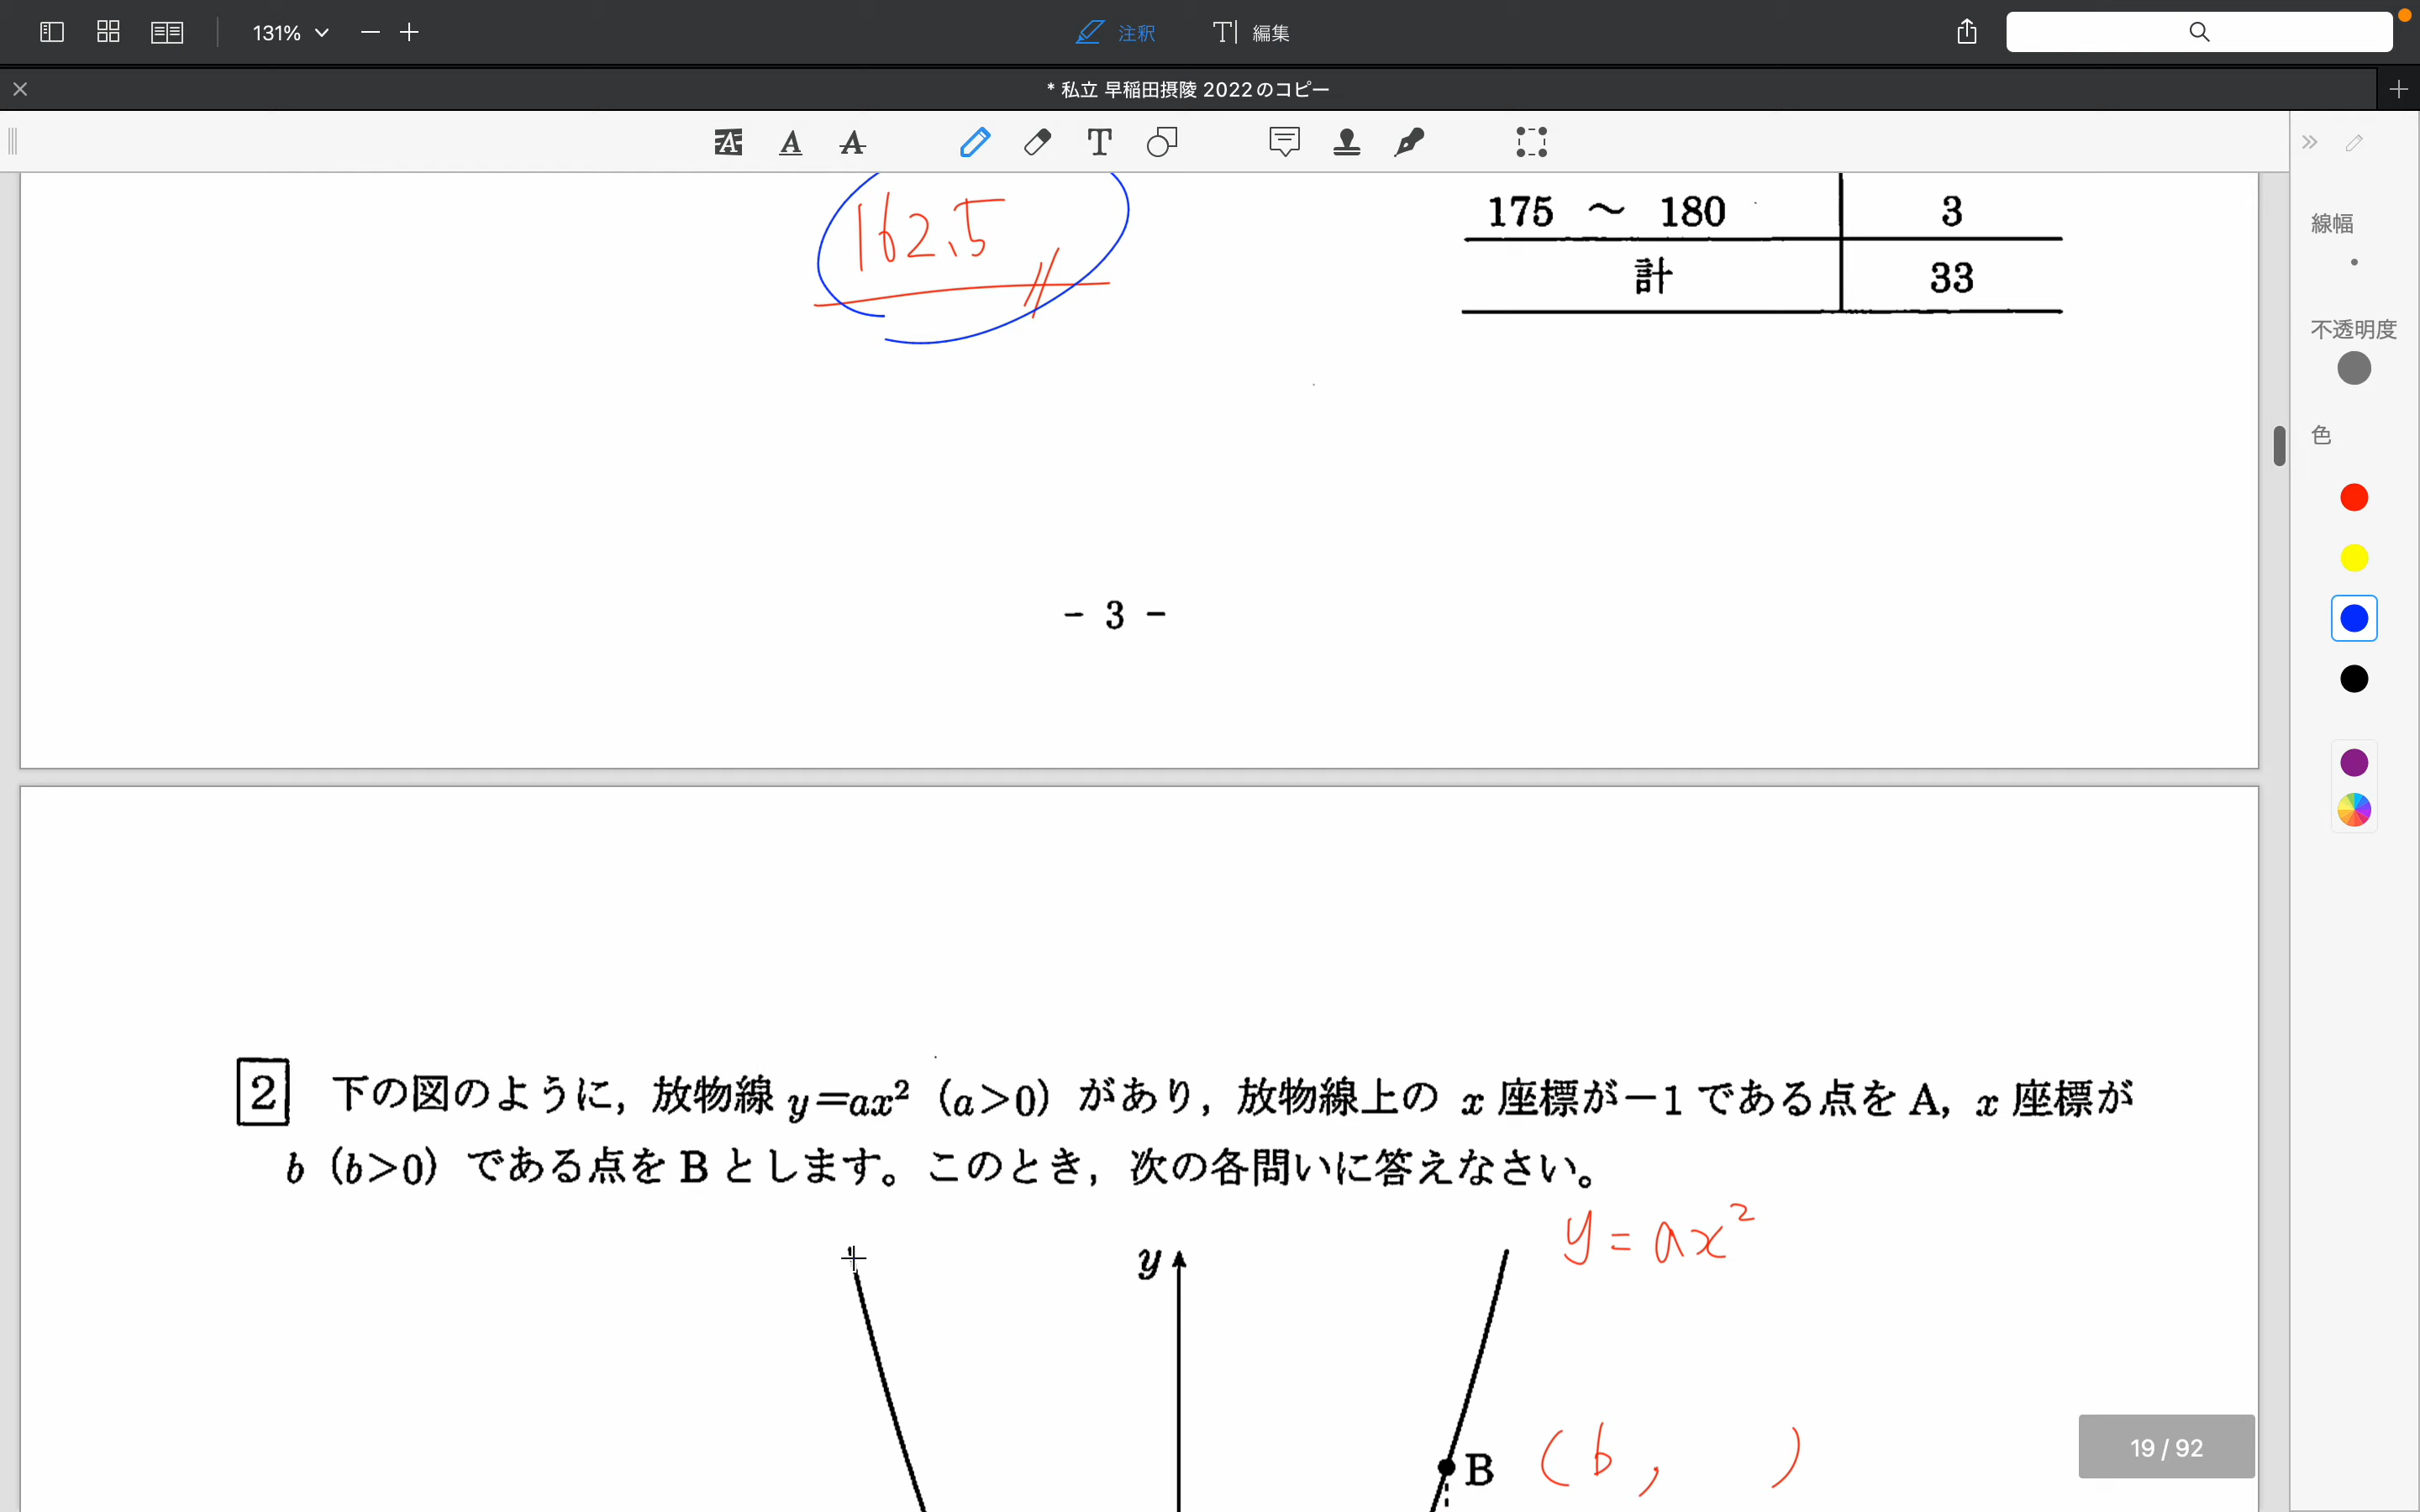 131%
注釈
編集
* 私立 早稲田摂陵 2022のコピー
線幅
不透明度
色
162.5
175 ～ 180 3
計 33
- 3 -
2 下の図のように，放物線 y=ax²（a>0）があり，放物線上の x 座標が−1である点をA，x 座標が
b（b>0）である点をBとします。このとき，次の各問いに答えなさい。
y = ax²
y
B (b, )
19 / 92